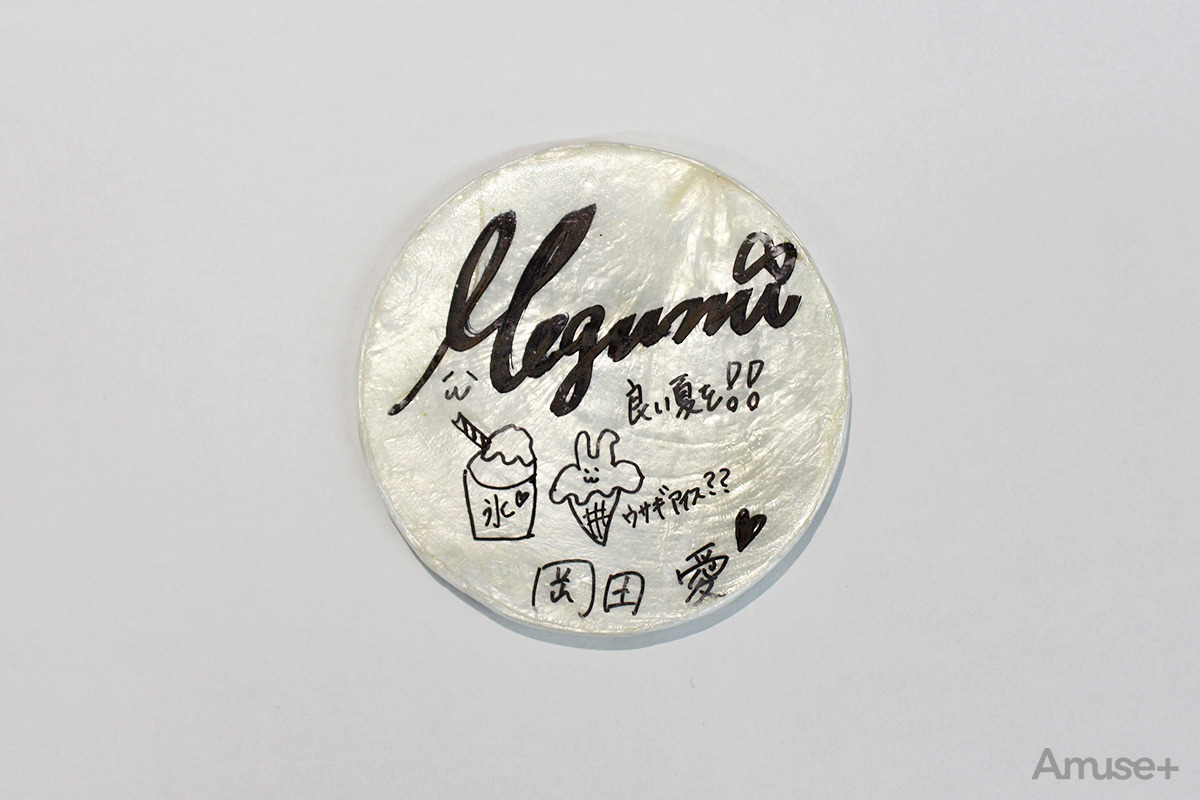 Megumi
良い夏を!!
氷♥
ウサギアイス??
岡田 愛♥
Amuse+